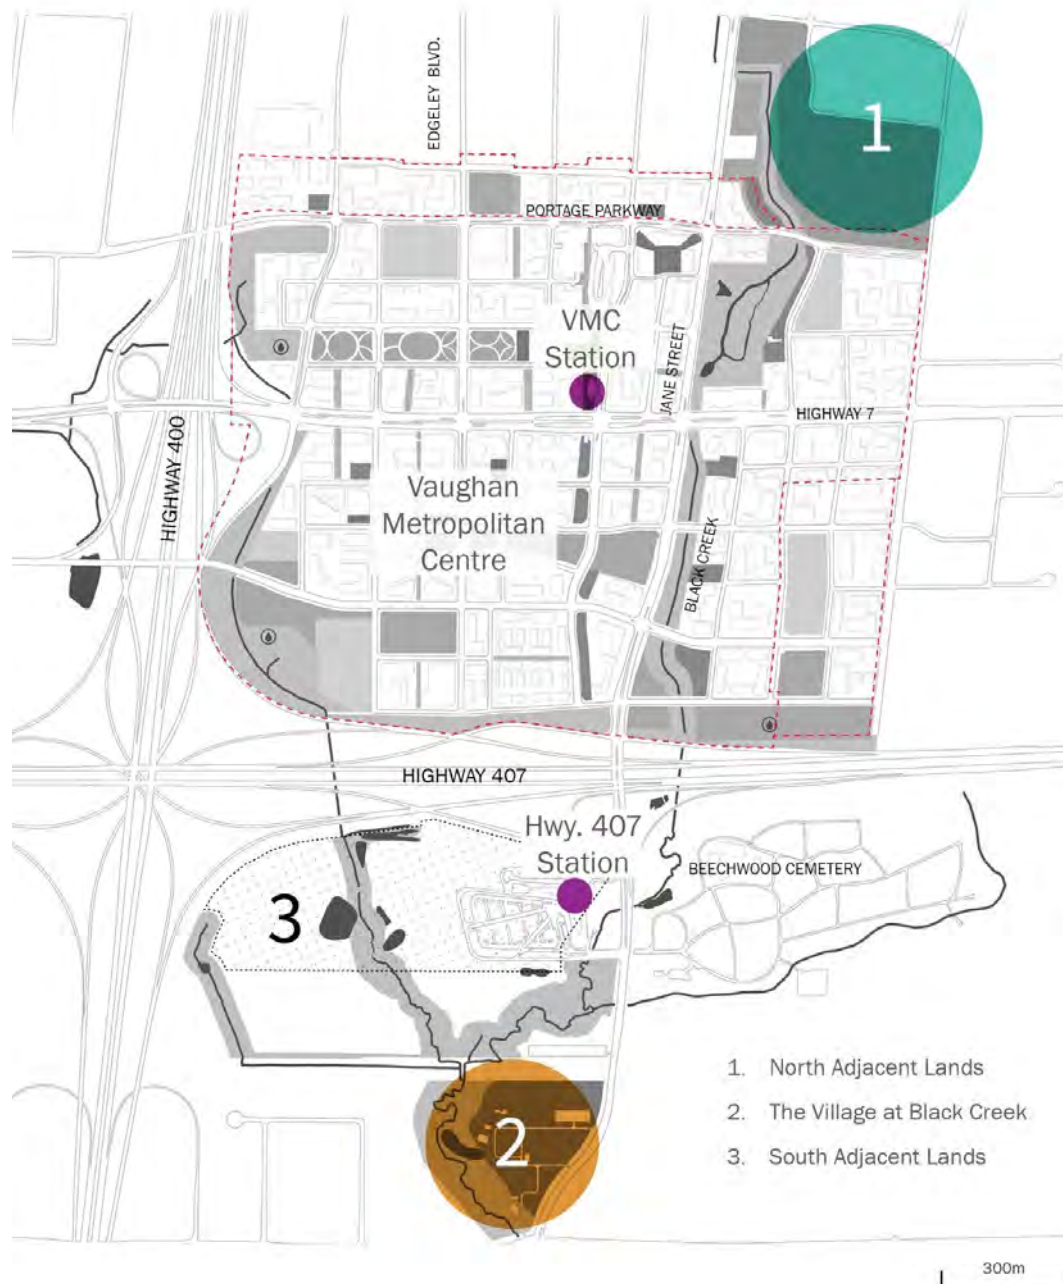 EDGELEY BLVD.
1
PORTAGE PARKWAY
VMC
Station
JANE STREET
HIGHWAY 7
HIGHWAY 400
Vaughan
Metropolitan
Centre
BLACK CREEK
HIGHWAY 407
Hwy. 407
Station
BEECHWOOD CEMETERY
3
2
1. North Adjacent Lands
2. The Village at Black Creek
3. South Adjacent Lands
300m